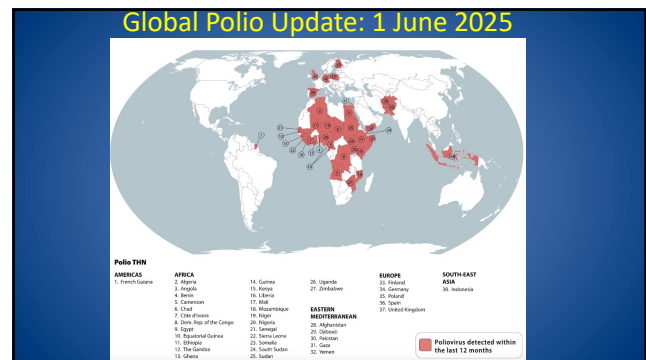 Global Polio Update: 1 June 2025
Polio THN
AMERICAS
1. French Guiana
AFRICA
2. Algeria
3. Angola
4. Benin
5. Cameroon
6. Chad
7. Côte d'Ivoire
8. Dem. Rep. of the Congo
9. Egypt
10. Equatorial Guinea
11. Ethiopia
12. The Gambia
13. Ghana
14. Guinea
15. Kenya
16. Liberia
17. Mali
18. Mozambique
19. Niger
20. Nigeria
21. Senegal
22. Sierra Leone
23. Somalia
24. South Sudan
25. Sudan
26. Uganda
27. Zimbabwe
EASTERN
MEDITERRANEAN
28. Afghanistan
29. Djibouti
30. Pakistan
31. Gaza
32. Yemen
EUROPE
33. Finland
34. Germany
35. Poland
36. Spain
37. United Kingdom
SOUTH-EAST
ASIA
38. Indonesia
Poliovirus detected within
the last 12 months